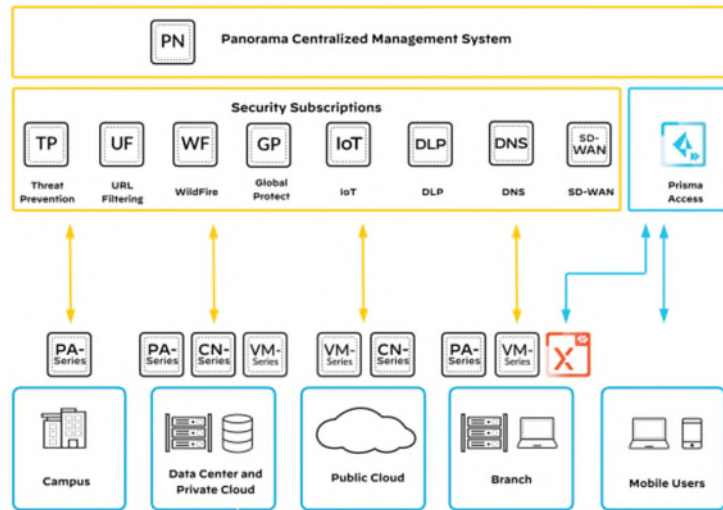 PN
Panorama Centralized Management System
Security Subscriptions
TP
UF
WF
GP
IoT
DLP
DNS
SD-
WAN
Threat
Prevention
URL
Filtering
WildFire
Global
Protect
IoT
DLP
DNS
SD-WAN
Prisma
Access
PA-
Series
PA-
Series
CN-
Series
VM-
Series
VM-
Series
CN-
Series
PA-
Series
VM-
Series
X
Campus
Data Center and
Private Cloud
Public Cloud
Branch
Mobile Users